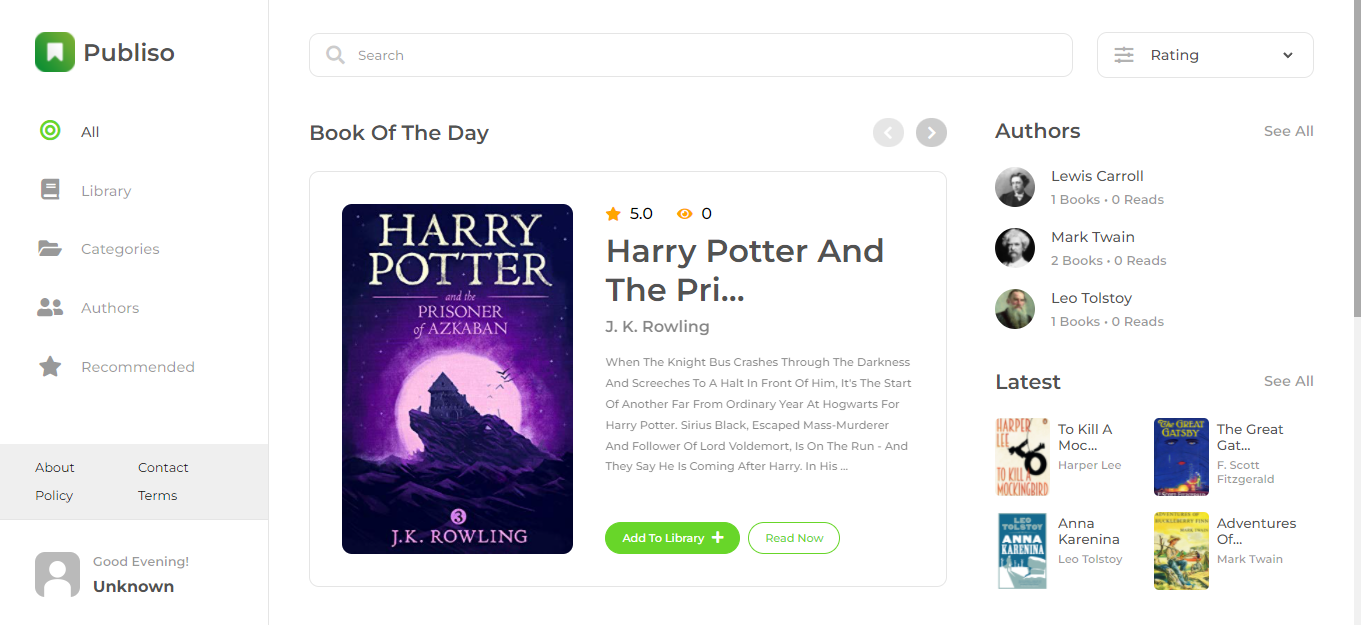 Publiso
All
Library
Categories
Authors
Recommended
About
Contact
Policy
Terms
Good Evening!
Unknown
Search
Rating
Book Of The Day
HARRY
POTTER
and the
PRISONER
of AZKABAN
3
J.K. ROWLING
5.0
0
Harry Potter And
The Pri...
J. K. Rowling
When The Knight Bus Crashes Through The Darkness
And Screeches To A Halt In Front Of Him, It's The Start
Of Another Far From Ordinary Year At Hogwarts For
Harry Potter. Sirius Black, Escaped Mass-Murderer
And Follower Of Lord Voldemort, Is On The Run - And
They Say He Is Coming After Harry. In His ...
Add To Library
Read Now
Authors
See All
Lewis Carroll
1 Books • 0 Reads
Mark Twain
2 Books • 0 Reads
Leo Tolstoy
1 Books • 0 Reads
Latest
See All
HARPER
LEE
TO KILL A
MOCKINGBIRD
To Kill A
Moc...
Harper Lee
The GREAT
GATSBY
The Great
Gat...
F. Scott
Fitzgerald
LEO
TOLSTOY
ANNA
KARENINA
Anna
Karenina
Leo Tolstoy
ADVENTURES OF
HUCKLEBERRY FINN
MARK TWAIN
Adventures
Of...
Mark Twain